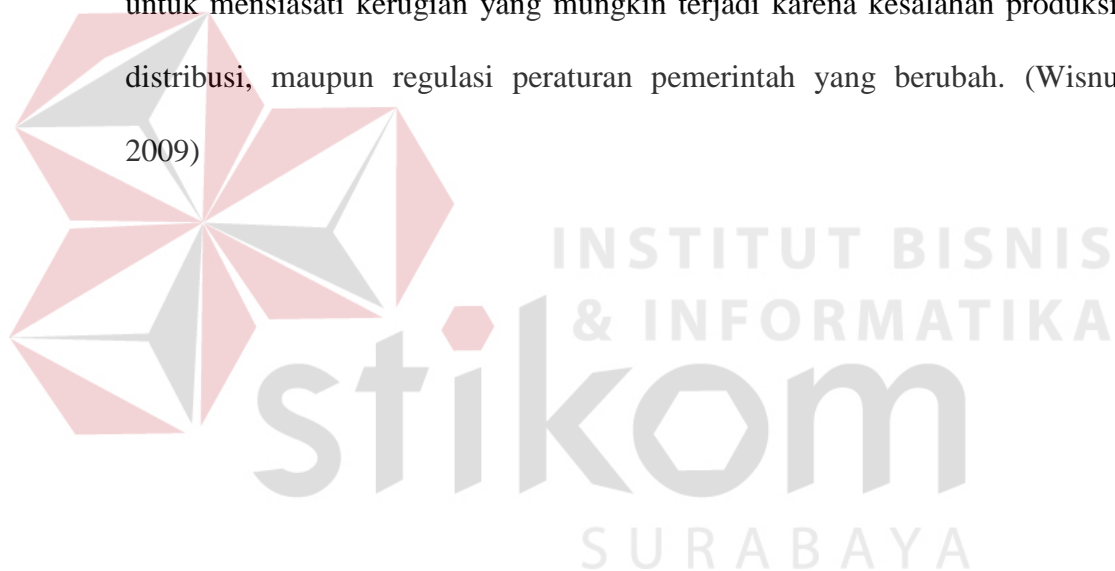 untuk mensiasati kerugian yang mungkin terjadi karena kesalahan produksi
distribusi, maupun regulasi peraturan pemerintah yang berubah. (Wisnu
2009)
INSTITUT BISNIS
& INFORMATIKA
stikom
SURABAYA